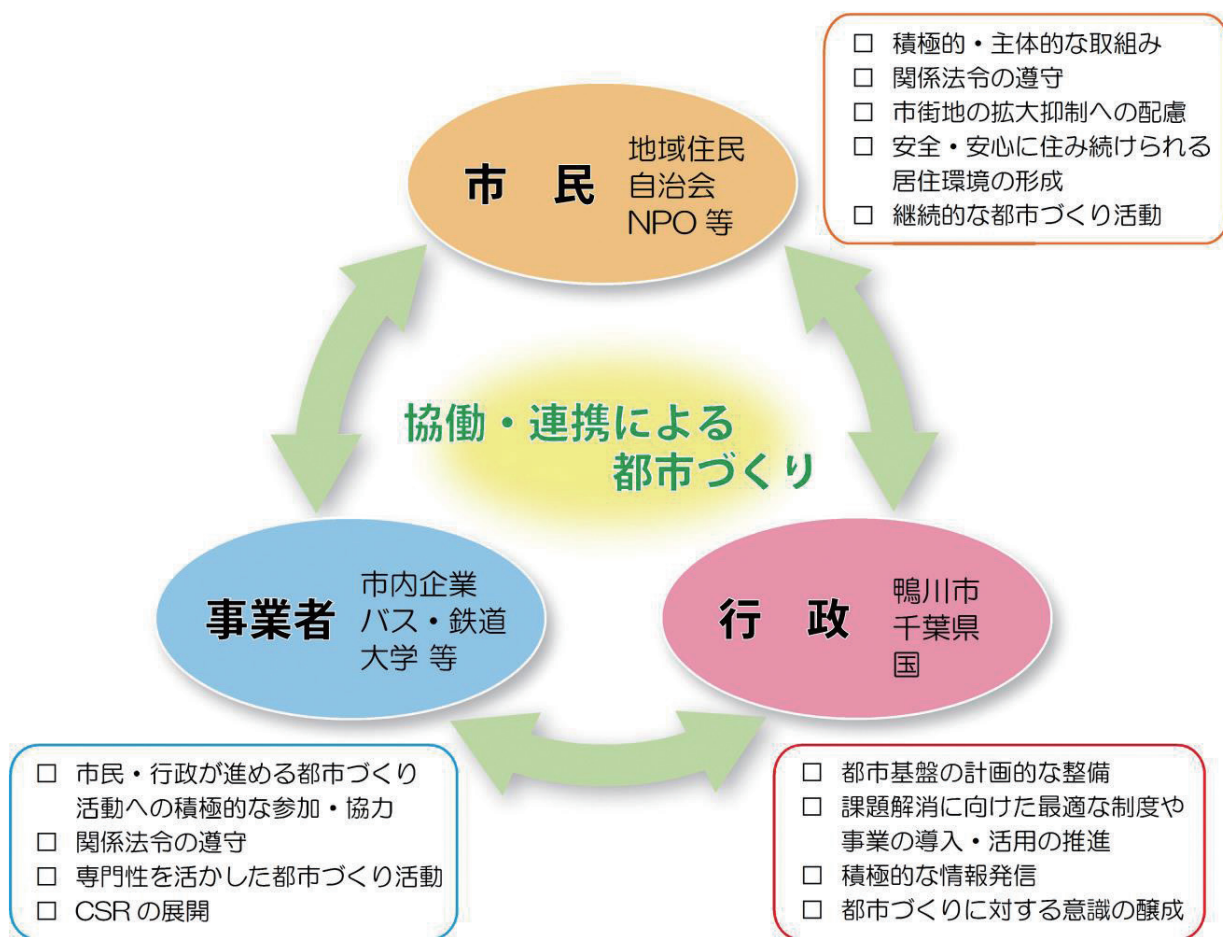 □ 積極的・主体的な取組み
□ 関係法令の遵守
□ 市街地の拡大抑制への配慮
□ 安全・安心に住み続けられる
居住環境の形成
□ 継続的な都市づくり活動
市　民
地域住民
自治会
NPO 等
協働・連携による
都市づくり
事業者
市内企業
バス・鉄道
大学 等
行　政
鴨川市
千葉県
国
□ 市民・行政が進める都市づくり
活動への積極的な参加・協力
□ 関係法令の遵守
□ 専門性を活かした都市づくり活動
□ CSR の展開
□ 都市基盤の計画的な整備
□ 課題解消に向けた最適な制度や
事業の導入・活用の推進
□ 積極的な情報発信
□ 都市づくりに対する意識の醸成